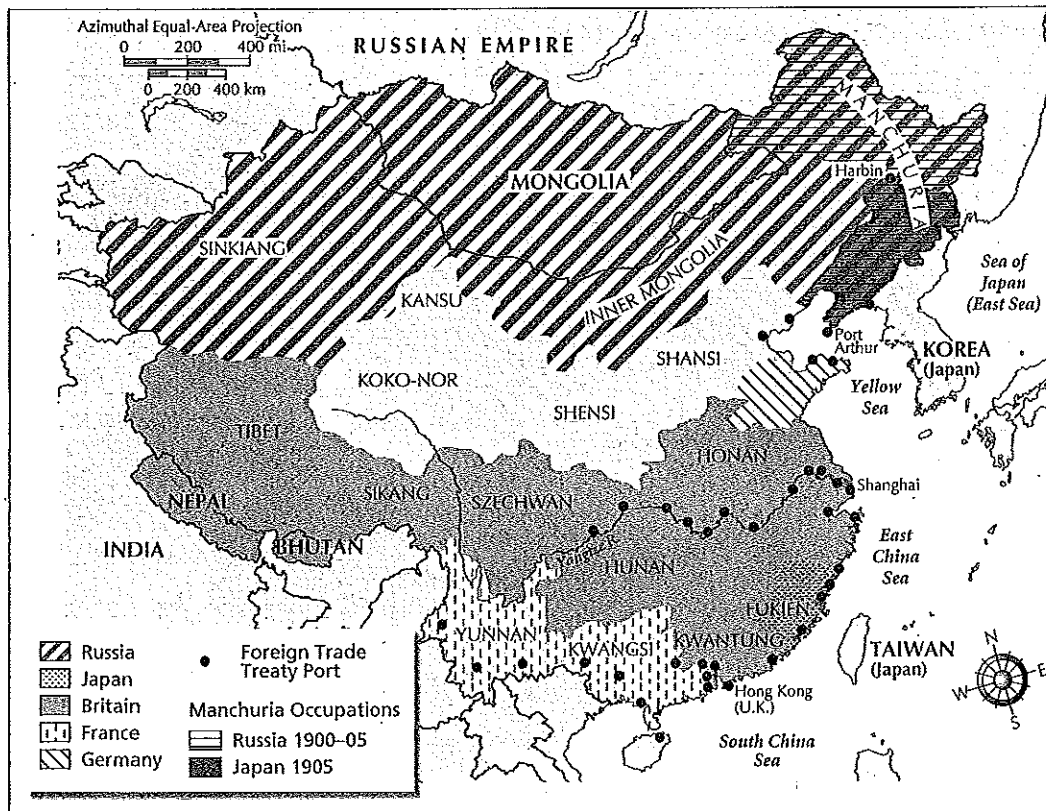 Azimuthal Equal-Area Projection
0 200 400 mi
0 200 400 km
RUSSIAN EMPIRE
MANCHURIA
Harbin
MONGOLIA
SINKIANG
INNER MONGOLIA
Sea of
Japan
(East Sea)
KANSU
Port
Arthur
SHANSI
KOREA
(Japan)
KOKO-NOR
Yellow
Sea
SHENSI
TIBET
HONAN
NEPAL
SIKANG
SZECHWAN
Shanghai
INDIA
BHUTAN
Yangtze R.
HUNAN
East
China
Sea
FUKIEN
YUNNAN
KWANGSI
KWANTUNG
TAIWAN
(Japan)
Hong Kong
(U.K.)
South China
Sea
N
W E
S
Russia
Japan
Britain
France
Germany
Foreign Trade
Treaty Port
Manchuria Occupations
Russia 1900–05
Japan 1905